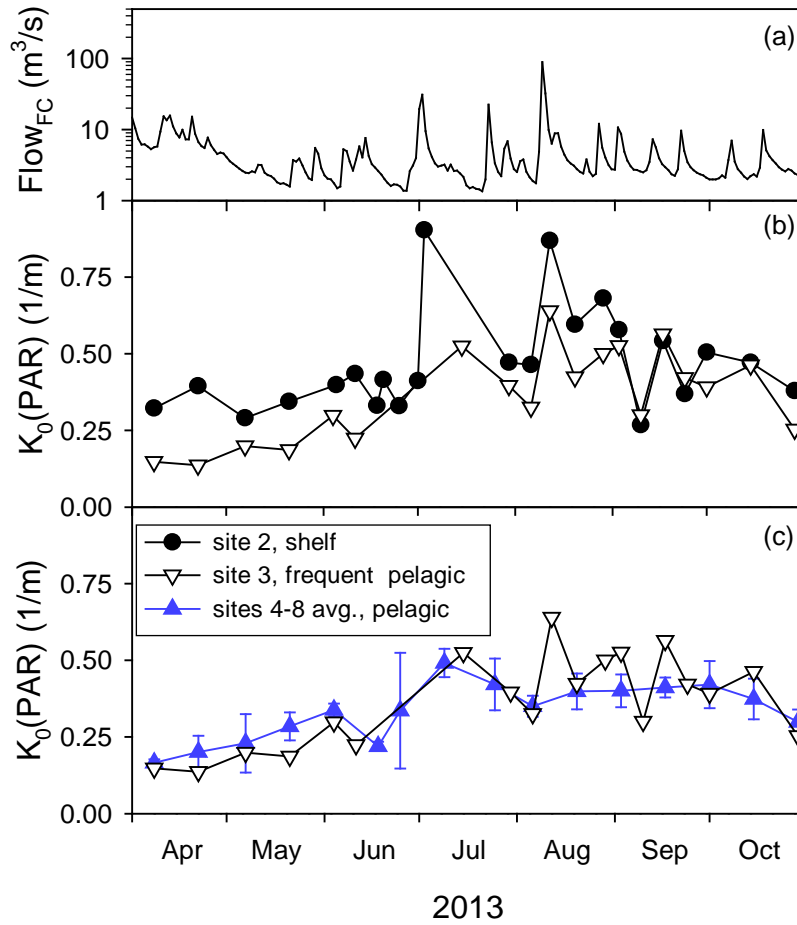 (a)
Flow_FC (m³/s)
100
10
1
(b)
K₀(PAR) (1/m)
0.75
0.50
0.25
0.00
(c)
K₀(PAR) (1/m)
0.75
0.50
0.25
0.00
site 2, shelf
site 3, frequent pelagic
sites 4-8 avg., pelagic
Apr May Jun Jul Aug Sep Oct
2013